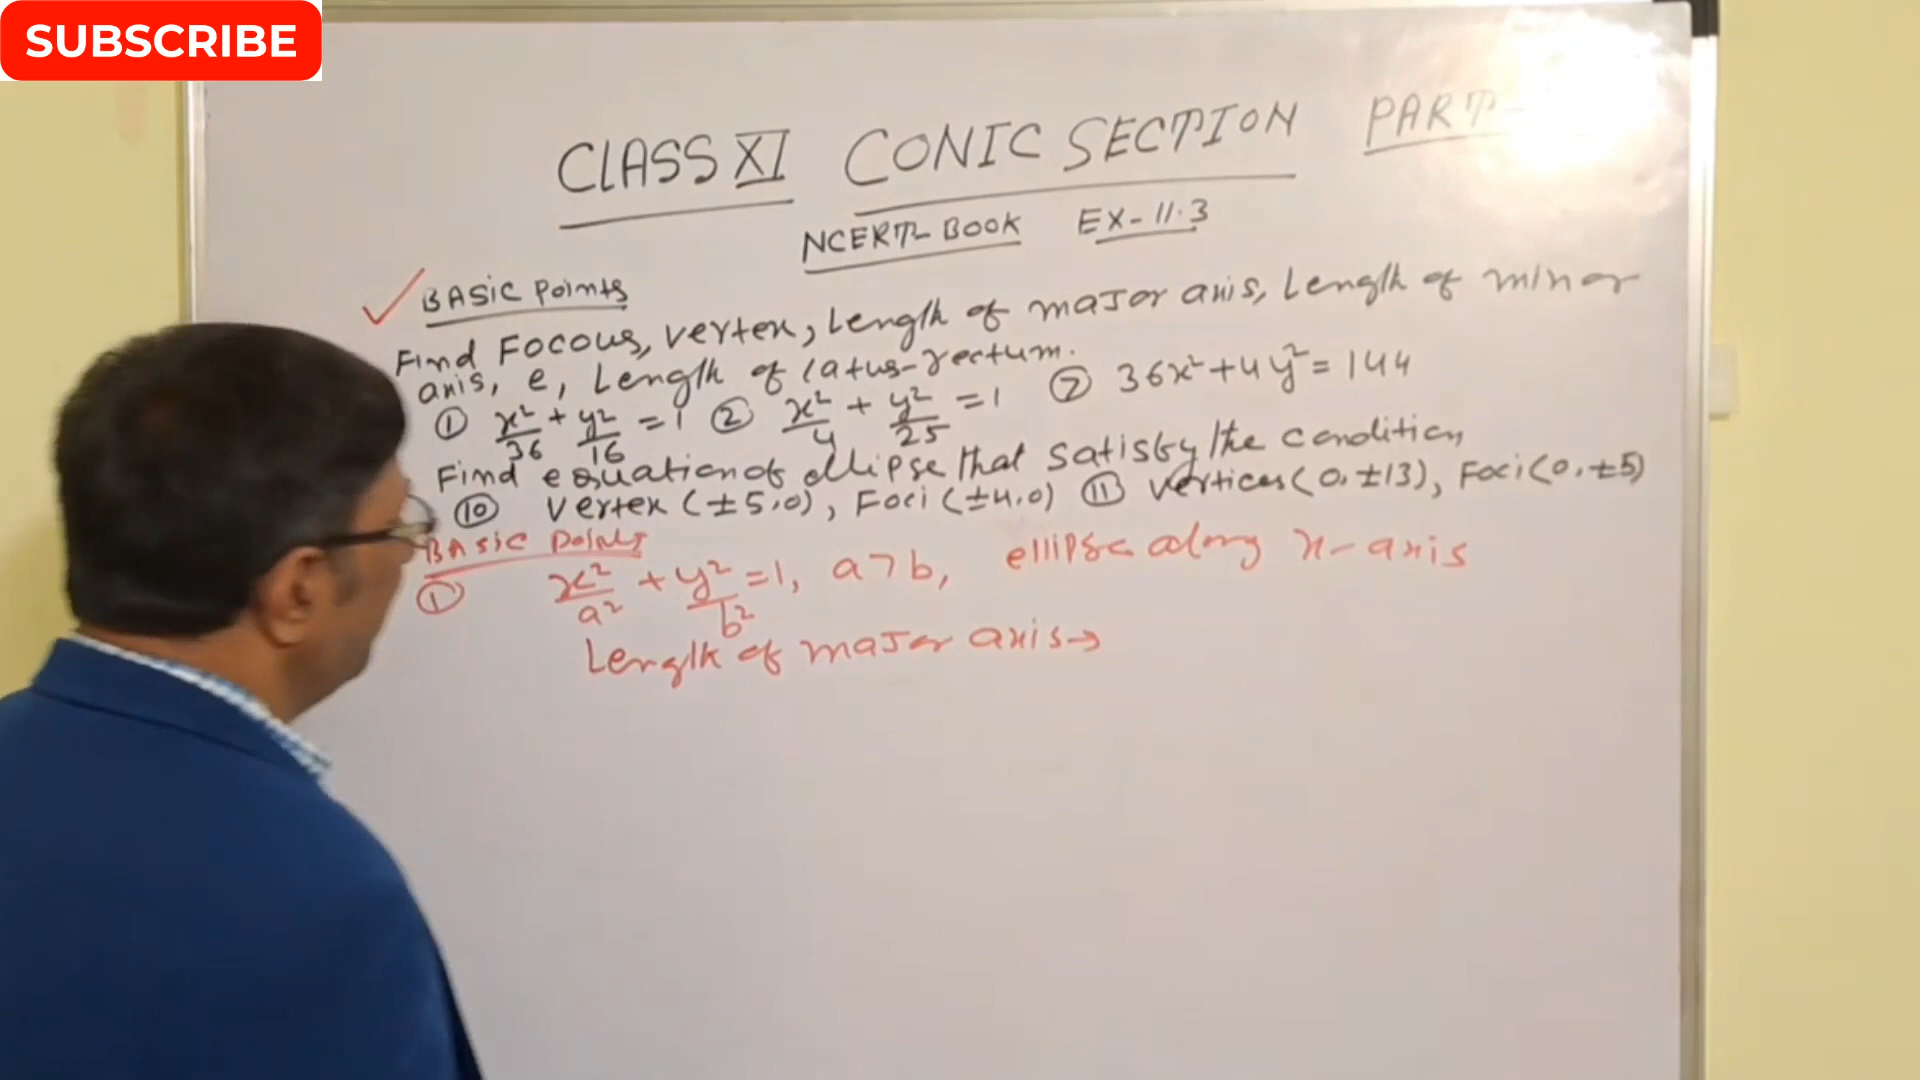 SUBSCRIBE
CLASS XI CONIC SECTION PART-
NCERT-BOOK EX-11.3
✓ BASIC Points
Find Focous, vertex, Length of major axis, Length of minor
axis, e, Length of latus-rectum.
① x²/36 + y²/16 = 1 ② x²/4 + y²/25 = 1 ⑦ 36x²+4y²=144
Find equation of ellipse that satisfy the condition
⑩ Vertex (±5,0), Foci (±4,0) ⑪ Vertices (0,±13), Foci (0,±5)
BASIC Points
① x²/a² + y²/b² = 1, a>b, ellipse along x-axis
Length of major axis→